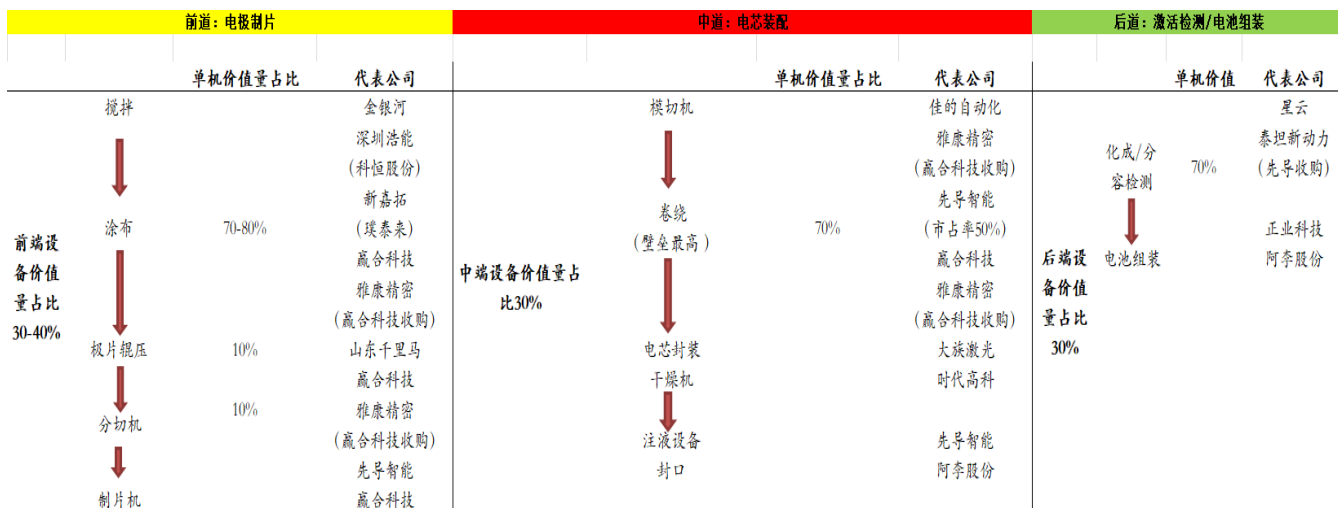 前道：电极制片
中道：电芯装配
后道：激活检测/电池组装
单机价值量占比
代表公司
单机价值量占比
代表公司
单机价值
代表公司
前端设
备价值
量占比
30-40%
搅拌
金银河
深圳浩能
（科恒股份）
新嘉拓
涂布
70-80%
（璞泰来）
赢合科技
雅康精密
（赢合科技收购）
极片辊压
10%
山东千里马
赢合科技
分切机
10%
雅康精密
（赢合科技收购）
先导智能
制片机
赢合科技
中端设备价值量占
比30%
模切机
佳的自动化
雅康精密
（赢合科技收购）
卷绕
（壁垒最高）
70%
先导智能
（市占率50%）
赢合科技
雅康精密
（赢合科技收购）
电芯封装
大族激光
干燥机
时代高科
注液设备
先导智能
封口
阿李股份
后端设
备价值
量占比
30%
化成/分
容检测
70%
星云
泰坦新动力
（先导收购）
正业科技
电池组装
阿李股份